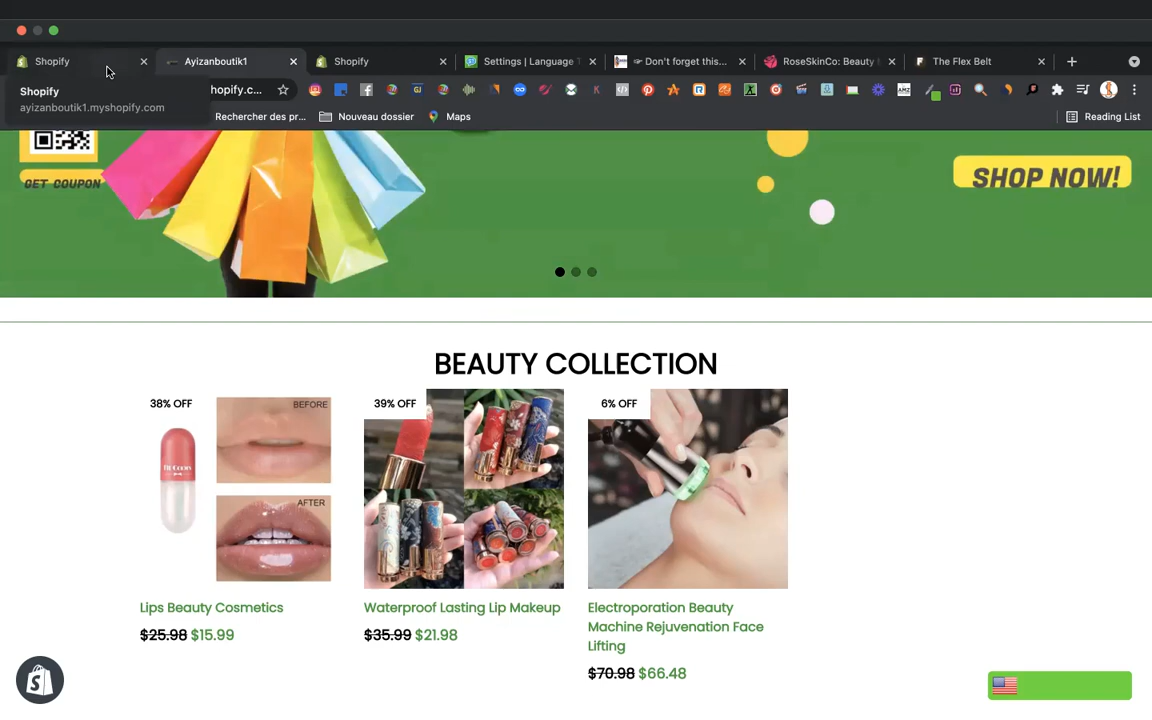 Shopify
Ayizanboutik1
Shopify
Settings | Language T
Don't forget this...
RoseSkinCo: Beauty
The Flex Belt
Shopify
ayizanboutik1.myshopify.com
hopify.c...
Rechercher des pr...
Nouveau dossier
Maps
Reading List
GET COUPON
SHOP NOW!
BEAUTY COLLECTION
38% OFF
BEFORE
AFTER
39% OFF
6% OFF
Lips Beauty Cosmetics
$25.98 $15.99
Waterproof Lasting Lip Makeup
$35.99 $21.98
Electroporation Beauty
Machine Rejuvenation Face
Lifting
$70.98 $66.48